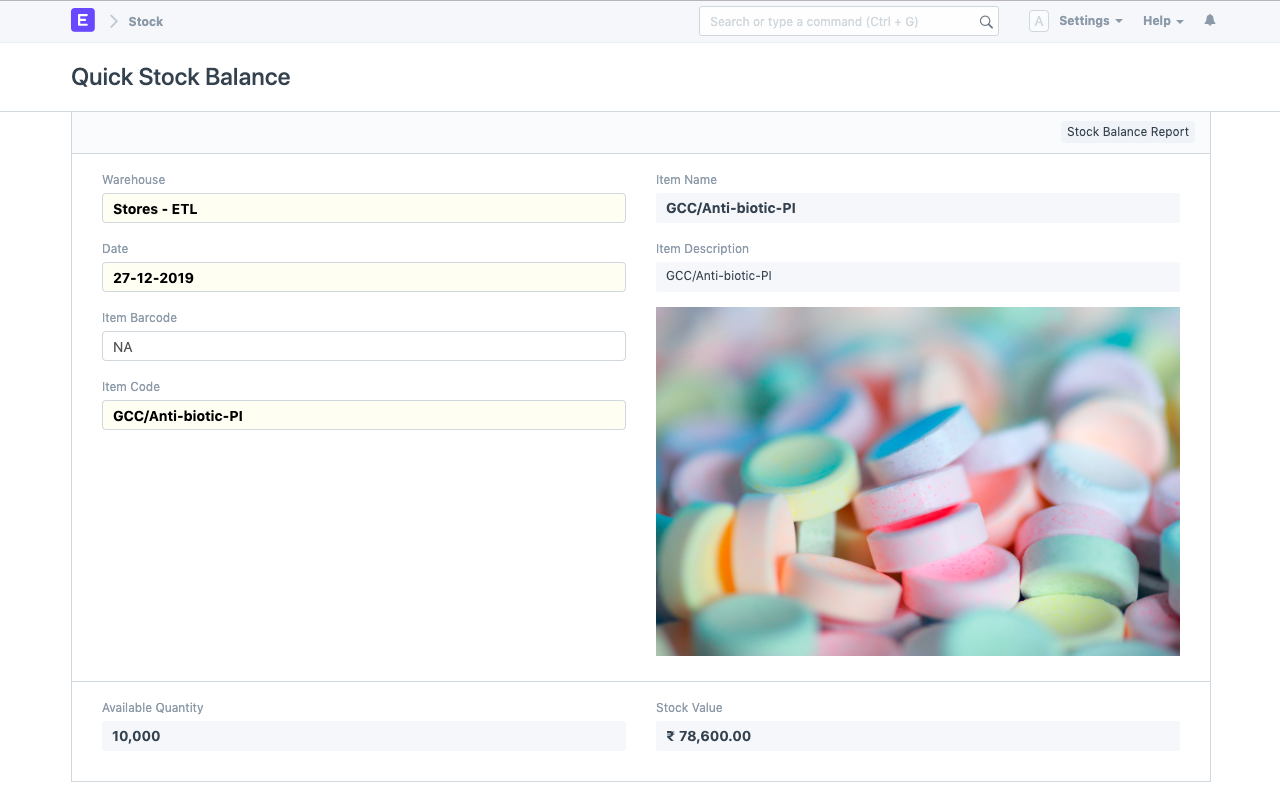 E
Stock
Search or type a command (Ctrl + G)
A
Settings
Help
Quick Stock Balance
Stock Balance Report
Warehouse
Stores - ETL
Date
27-12-2019
Item Barcode
NA
Item Code
GCC/Anti-biotic-PI
Item Name
GCC/Anti-biotic-PI
Item Description
GCC/Anti-biotic-PI
Available Quantity
10,000
Stock Value
₹ 78,600.00